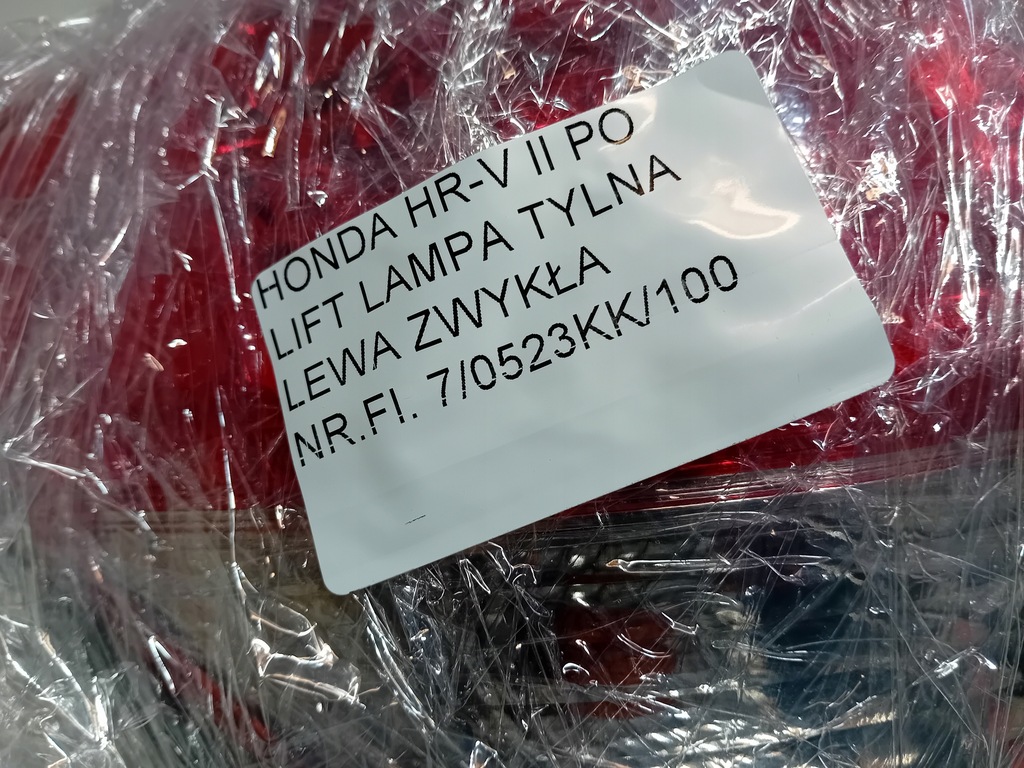 HONDA HR-V II PO
LIFT LAMPA TYLNA
LEWA ZWYKŁA
NR.FI. 7/0523KK/100